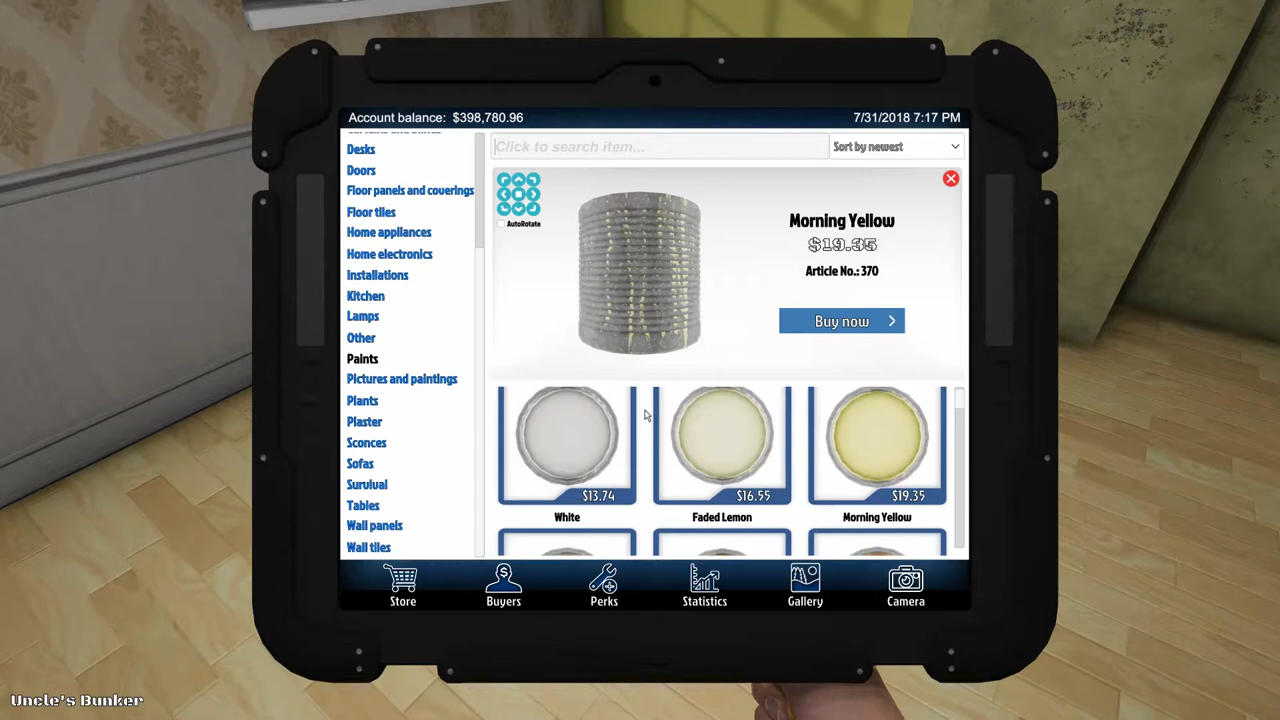 Account balance: $398,780.96
7/31/2018 7:17 PM
Desks
Doors
Floor panels and coverings
Floor tiles
Home appliances
Home electronics
Installations
Kitchen
Lamps
Other
Paints
Pictures and paintings
Plants
Plaster
Sconces
Sofas
Survival
Tables
Wall panels
Wall tiles
Click to search item...
Sort by newest
AutoRotate
Morning Yellow
$19.35
Article No.: 370
Buy now
$13.74
$16.55
$19.35
White
Faded Lemon
Morning Yellow
Store
Buyers
Perks
Statistics
Gallery
Camera
Uncle's Bunker